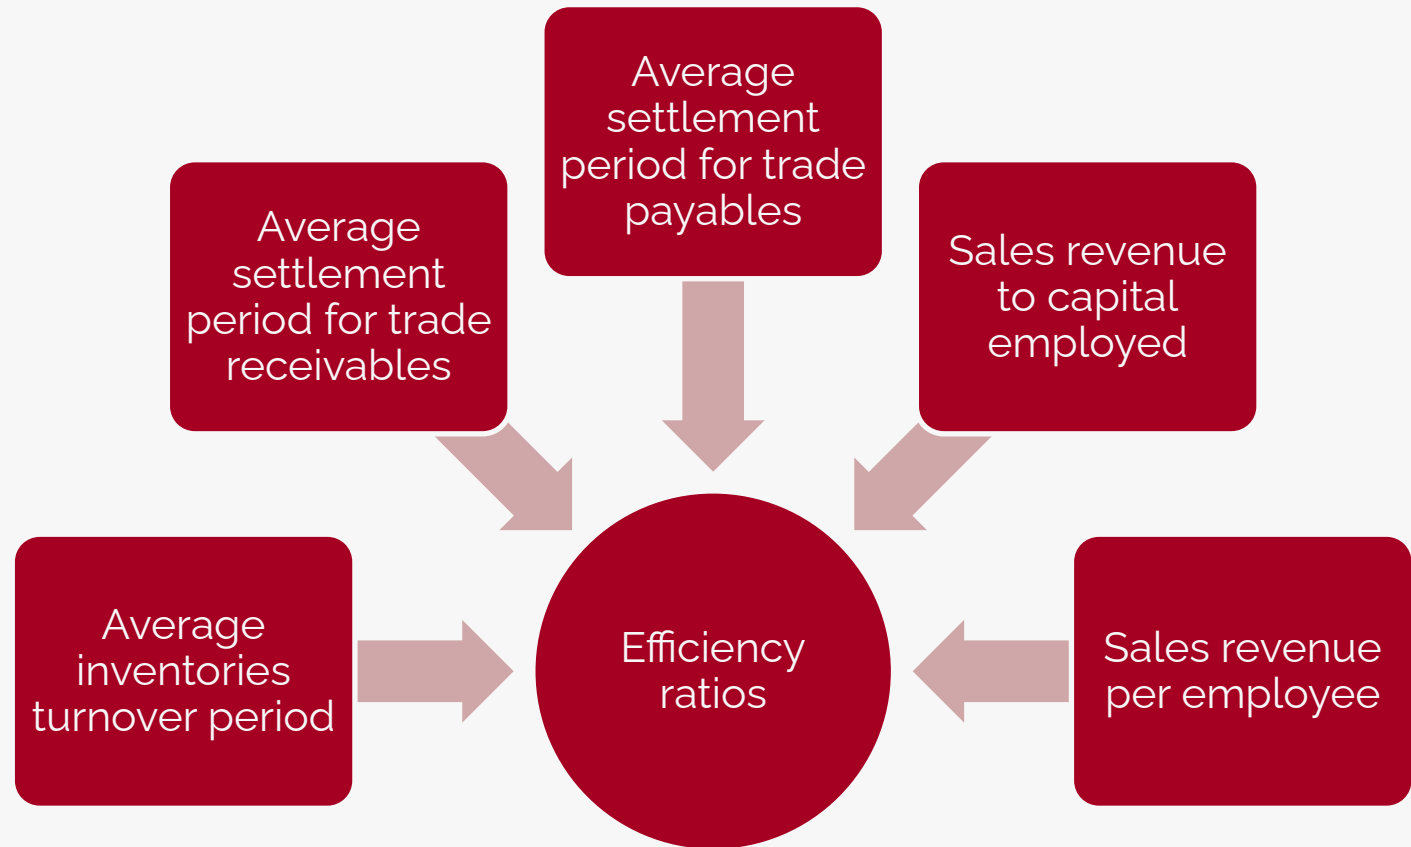 Average
settlement
period for trade
payables
Average
settlement
period for trade
receivables
Sales revenue
to capital
employed
Average
inventories
turnover period
Efficiency
ratios
Sales revenue
per employee